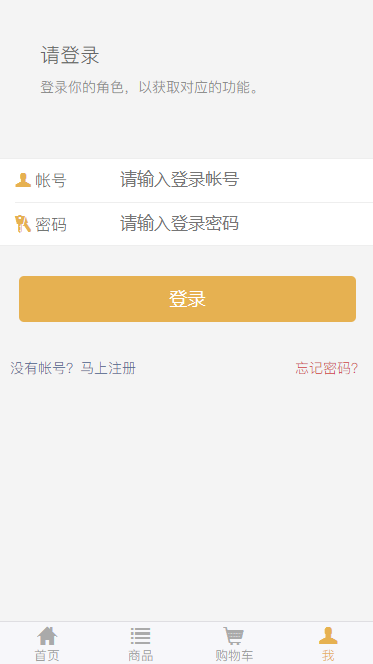 请登录
登录你的角色，以获取对应的功能。
帐号 请输入登录帐号
密码 请输入登录密码
登录
没有帐号？马上注册 忘记密码？
首页 商品 购物车 我